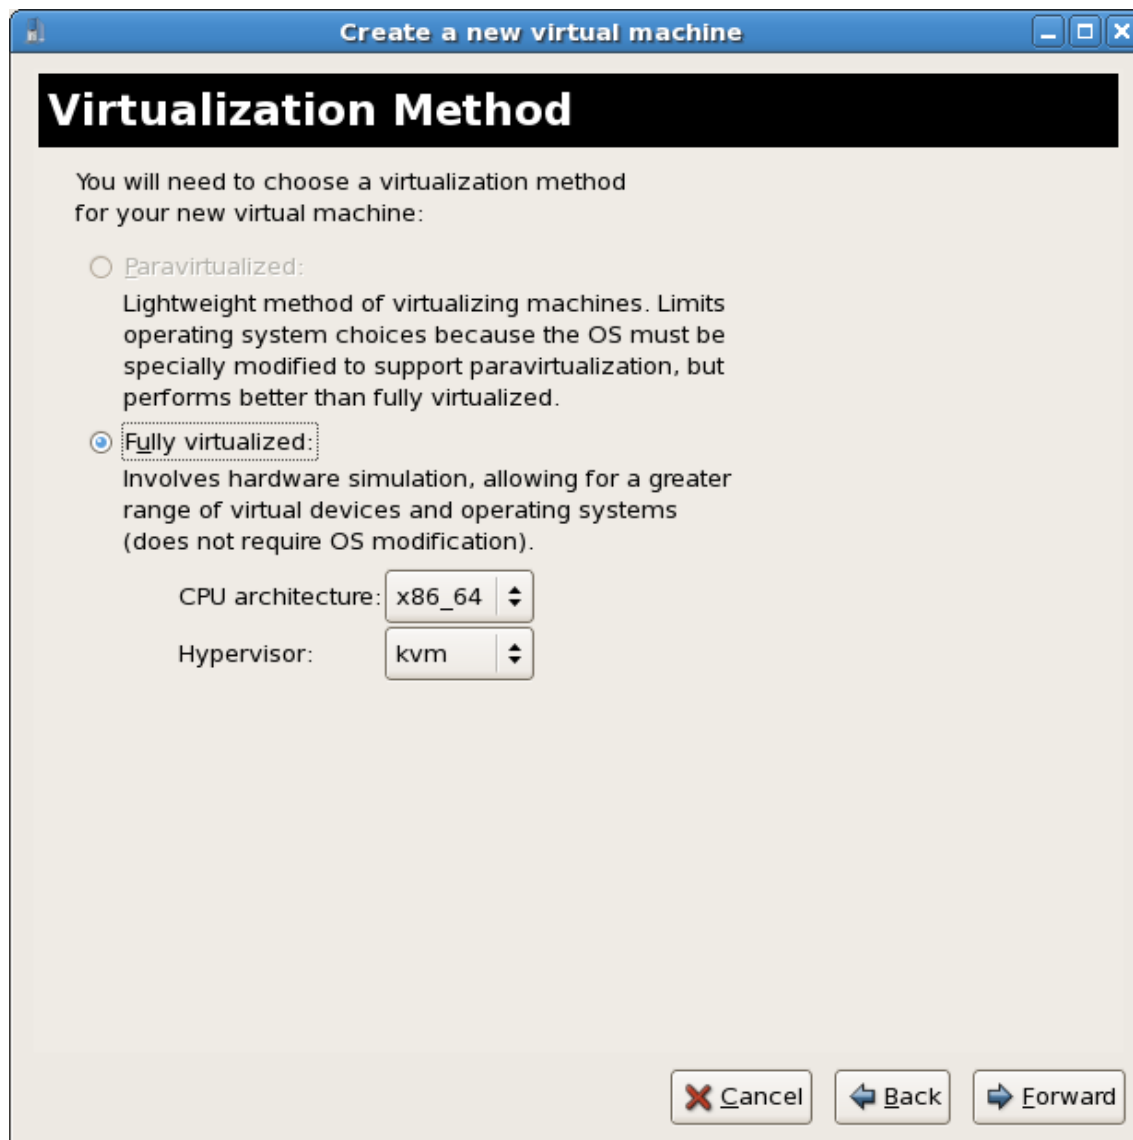 Create a new virtual machine
Virtualization Method
You will need to choose a virtualization method
for your new virtual machine:
Paravirtualized:
Lightweight method of virtualizing machines. Limits
operating system choices because the OS must be
specially modified to support paravirtualization, but
performs better than fully virtualized.
Fully virtualized:
Involves hardware simulation, allowing for a greater
range of virtual devices and operating systems
(does not require OS modification).
CPU architecture: x86_64
Hypervisor: kvm
Cancel Back Forward